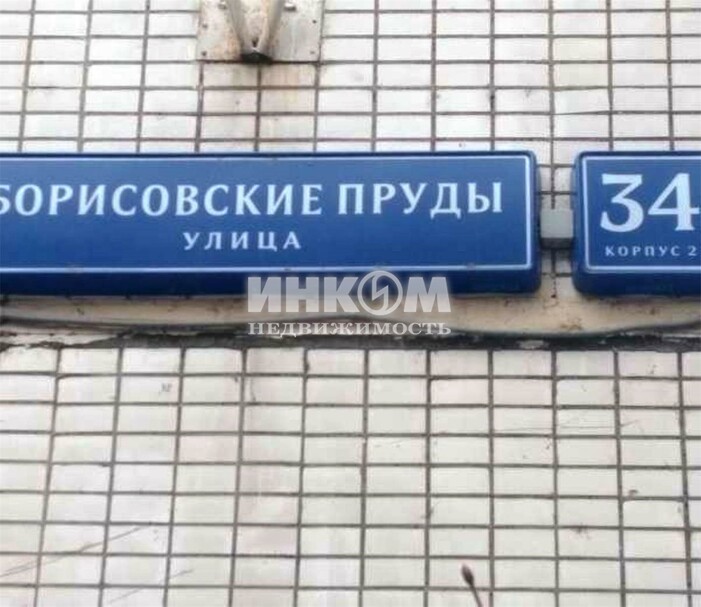 БОРИСОВСКИЕ ПРУДЫ
УЛИЦА
34
КОРПУС 2
ИНКОМ
НЕДВИЖИМОСТЬ